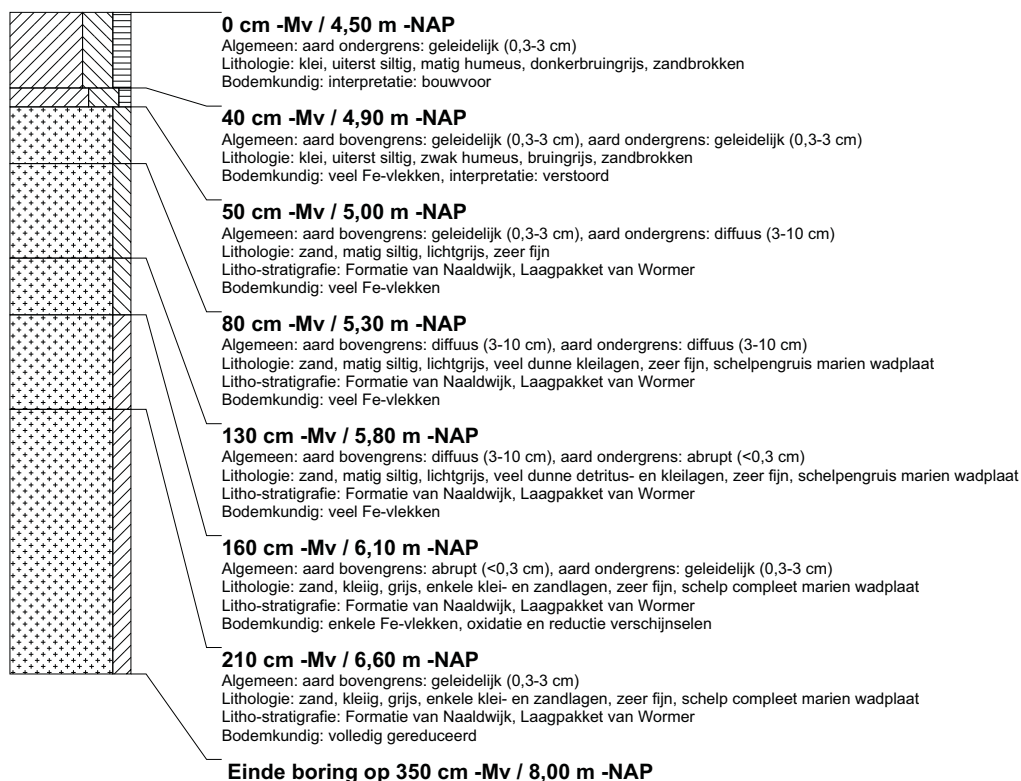 0 cm -Mv / 4,50 m -NAP
Algemeen: aard ondergrens: geleidelijk (0,3-3 cm)
Lithologie: klei, uiterst siltig, matig humeus, donkerbruingrijs, zandbrokken
Bodemkundig: interpretatie: bouwvoor
40 cm -Mv / 4,90 m -NAP
Algemeen: aard bovengrens: geleidelijk (0,3-3 cm), aard ondergrens: geleidelijk (0,3-3 cm)
Lithologie: klei, uiterst siltig, zwak humeus, bruingrijs, zandbrokken
Bodemkundig: veel Fe-vlekken, interpretatie: verstoord
50 cm -Mv / 5,00 m -NAP
Algemeen: aard bovengrens: geleidelijk (0,3-3 cm), aard ondergrens: diffuus (3-10 cm)
Lithologie: zand, matig siltig, lichtgrijs, zeer fijn
Litho-stratigrafie: Formatie van Naaldwijk, Laagpakket van Wormer
Bodemkundig: veel Fe-vlekken
80 cm -Mv / 5,30 m -NAP
Algemeen: aard bovengrens: diffuus (3-10 cm), aard ondergrens: diffuus (3-10 cm)
Lithologie: zand, matig siltig, lichtgrijs, veel dunne kleilagen, zeer fijn, schelpengruis marien wadplaat
Litho-stratigrafie: Formatie van Naaldwijk, Laagpakket van Wormer
Bodemkundig: veel Fe-vlekken
130 cm -Mv / 5,80 m -NAP
Algemeen: aard bovengrens: diffuus (3-10 cm), aard ondergrens: abrupt (<0,3 cm)
Lithologie: zand, matig siltig, lichtgrijs, veel dunne detritus- en kleilagen, zeer fijn, schelpengruis marien wadplaat
Litho-stratigrafie: Formatie van Naaldwijk, Laagpakket van Wormer
Bodemkundig: veel Fe-vlekken
160 cm -Mv / 6,10 m -NAP
Algemeen: aard bovengrens: abrupt (<0,3 cm), aard ondergrens: geleidelijk (0,3-3 cm)
Lithologie: zand, kleiig, grijs, enkele klei- en zandlagen, zeer fijn, schelp compleet marien wadplaat
Litho-stratigrafie: Formatie van Naaldwijk, Laagpakket van Wormer
Bodemkundig: enkele Fe-vlekken, oxidatie en reductie verschijnselen
210 cm -Mv / 6,60 m -NAP
Algemeen: aard bovengrens: geleidelijk (0,3-3 cm)
Lithologie: zand, kleiig, grijs, enkele klei- en zandlagen, zeer fijn, schelp compleet marien wadplaat
Litho-stratigrafie: Formatie van Naaldwijk, Laagpakket van Wormer
Bodemkundig: volledig gereduceerd
Einde boring op 350 cm -Mv / 8,00 m -NAP